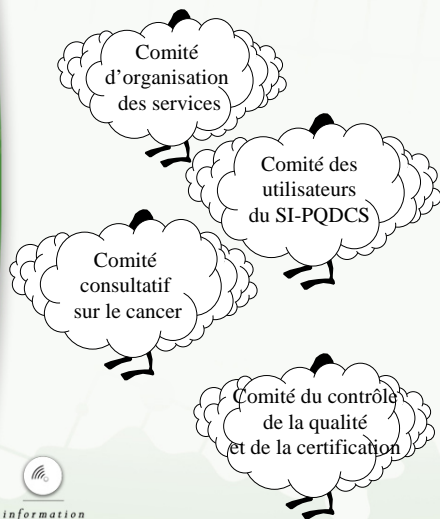 Comité
d’organisation
des services
Comité des
utilisateurs
du SI-PQDCS
Comité
consultatif
sur le cancer
Comité du contrôle
de la qualité
et de la certification
information